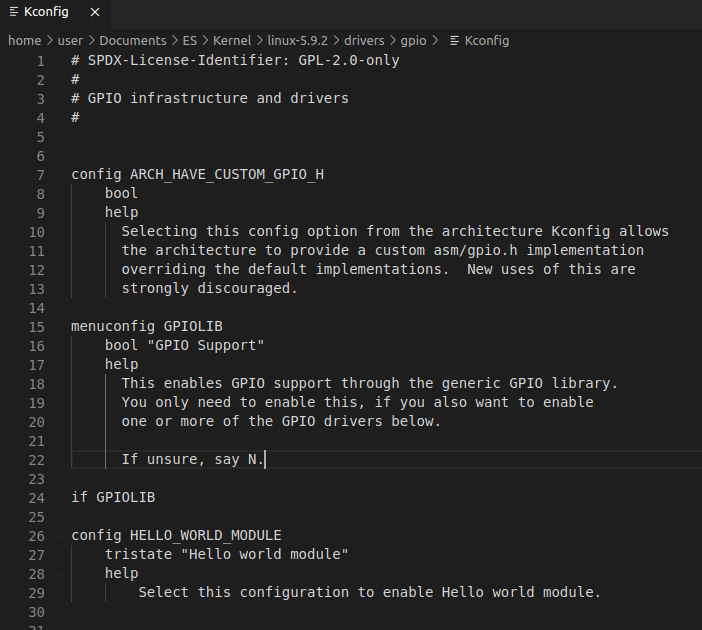 Kconfig ×
home > user > Documents > ES > Kernel > linux-5.9.2 > drivers > gpio > Kconfig
1 # SPDX-License-Identifier: GPL-2.0-only
2 #
3 # GPIO infrastructure and drivers
4 #
5
6
7 config ARCH_HAVE_CUSTOM_GPIO_H
8     bool
9     help
10       Selecting this config option from the architecture Kconfig allows
11       the architecture to provide a custom asm/gpio.h implementation
12       overriding the default implementations.  New uses of this are
13       strongly discouraged.
14
15 menuconfig GPIOLIB
16     bool "GPIO Support"
17     help
18       This enables GPIO support through the generic GPIO library.
19       You only need to enable this, if you also want to enable
20       one or more of the GPIO drivers below.
21
22       If unsure, say N.
23
24 if GPIOLIB
25
26 config HELLO_WORLD_MODULE
27     tristate "Hello world module"
28     help
29         Select this configuration to enable Hello world module.
30
31